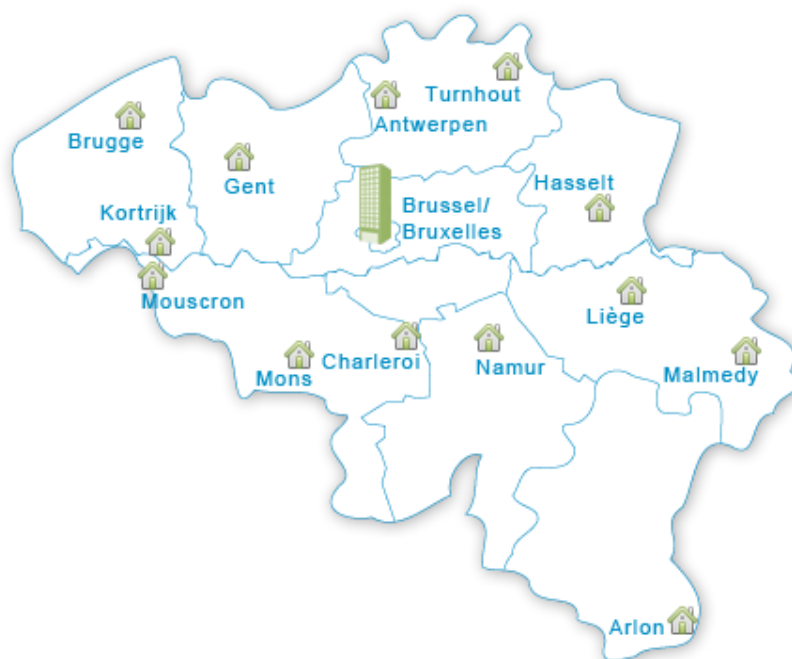 Turnhout
Antwerpen
Brugge
Gent
Hasselt
Kortrijk
Brussel/
Bruxelles
Mouscron
Liège
Mons
Charleroi
Namur
Malmedy
Arlon